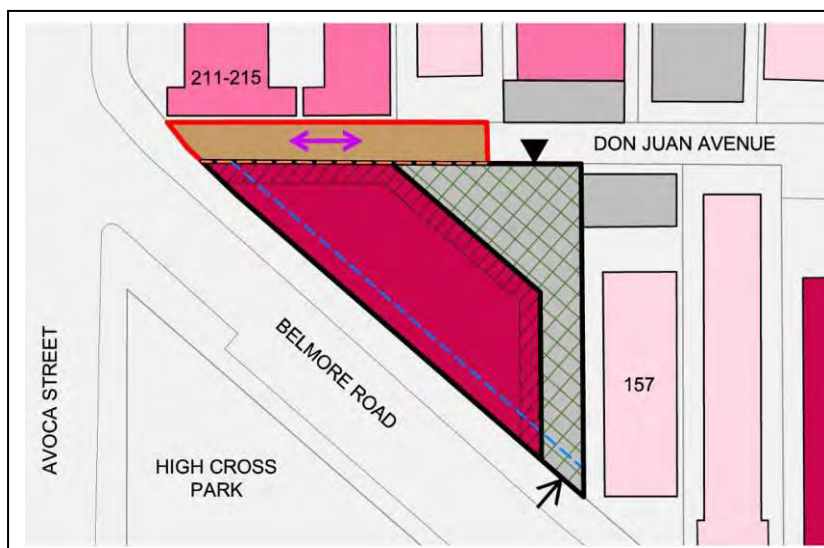 211-215
DON JUAN AVENUE
BELMORE ROAD
AVOCA STREET
157
HIGH CROSS
PARK